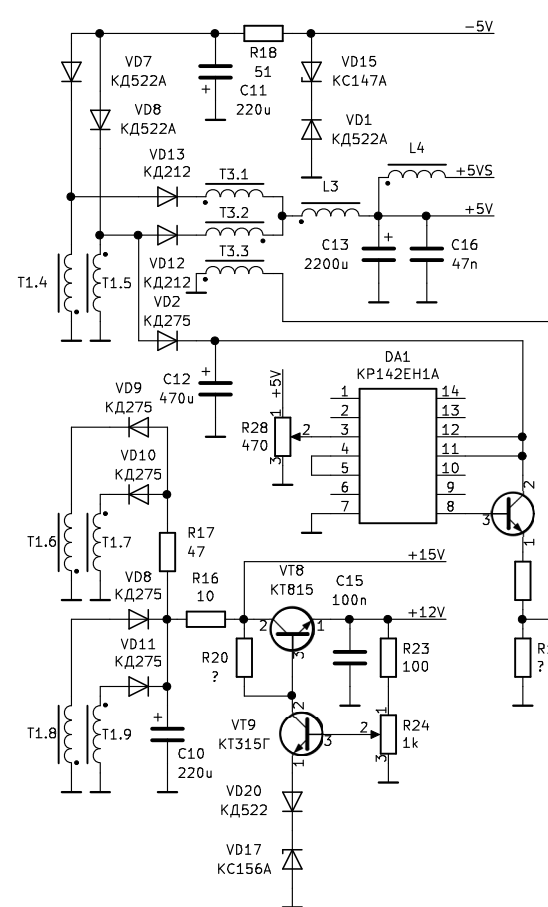 −5V
R18
51
VD7
КД522А
C11
220u
+
VD15
КС147А
VD8
КД522А
VD1
КД522А
VD13
КД212
T3.1
L3
L4
+5VS
+5V
T3.2
T3.3
C13
2200u
+
C16
47n
VD12
КД212
T1.4
T1.5
VD2
КД275
C12
470u
+
DA1
КР142ЕН1А
+5V
VD9
КД275
R28
470
1
2
3
1
2
3
4
5
6
7
14
13
12
11
10
9
8
VD10
КД275
2
3
1
T1.6
T1.7
R17
47
+15V
VD8
КД275
R16
10
VT8
КТ815
C15
100n
+12V
2
1
3
VD11
КД275
R20
?
R23
100
R
?
T1.8
T1.9
+
C10
220u
VT9
КТ315Г
2
3
1
1
2
3
R24
1k
VD20
КД522
VD17
КС156А